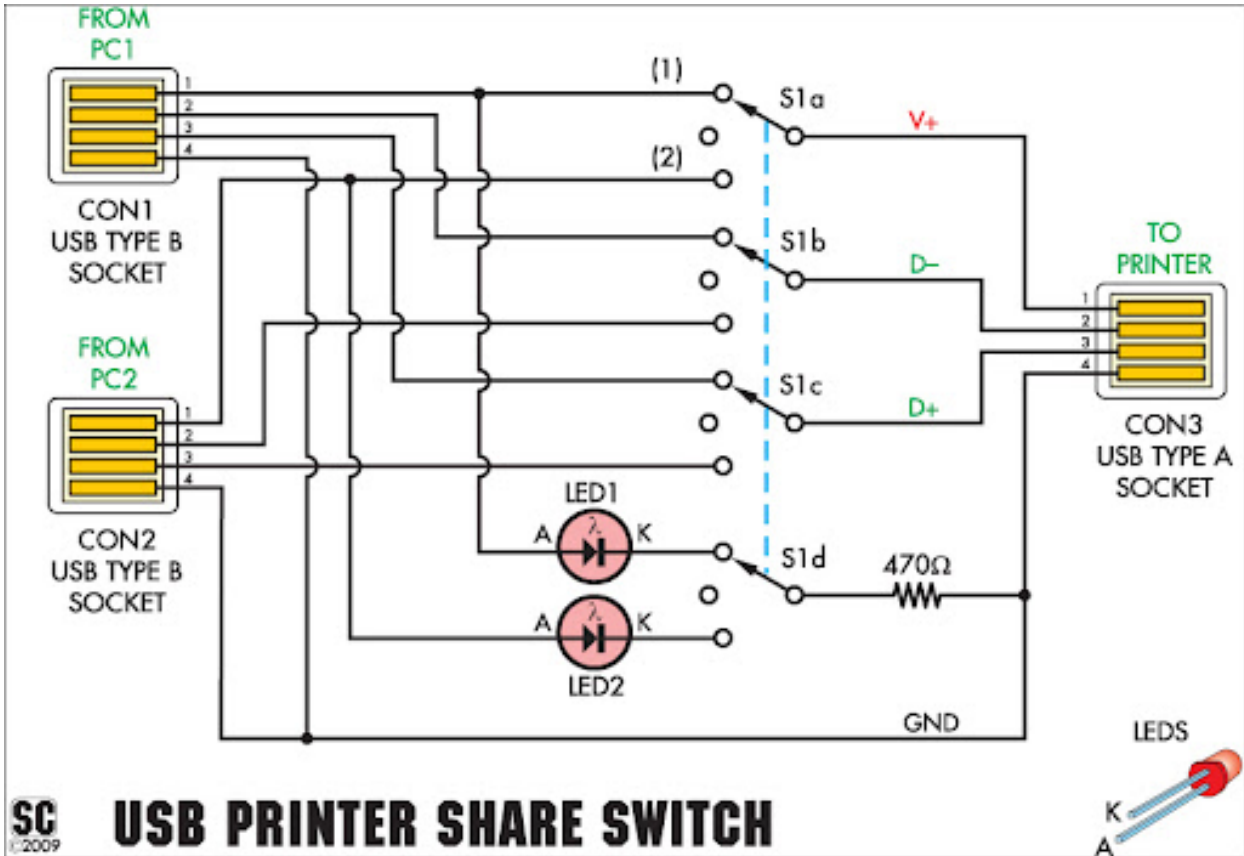 FROM
PC1
1
2
3
4
CON1
USB TYPE B
SOCKET
FROM
PC2
1
2
3
4
CON2
USB TYPE B
SOCKET
(1)
(2)
S1a
V+
S1b
D–
S1c
D+
LED1
λ
A K
S1d
470Ω
λ
A K
LED2
GND
TO
PRINTER
1
2
3
4
CON3
USB TYPE A
SOCKET
LEDS
K
A
SC
©2009
USB PRINTER SHARE SWITCH